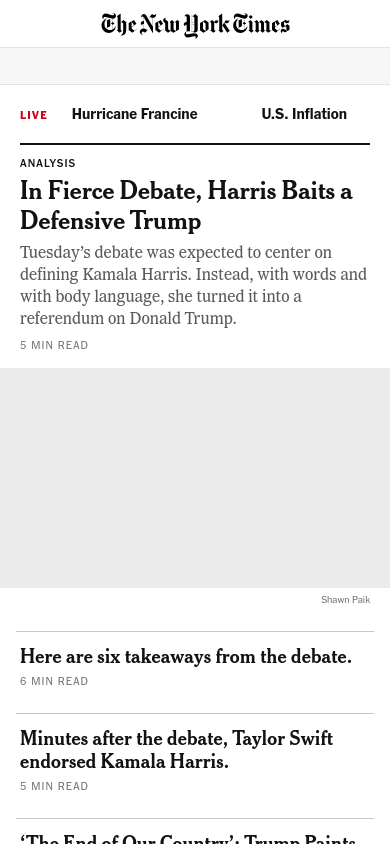 The New York Times
LIVE Hurricane Francine U.S. Inflation
ANALYSIS
In Fierce Debate, Harris Baits a
Defensive Trump
Tuesday’s debate was expected to center on
defining Kamala Harris. Instead, with words and
with body language, she turned it into a
referendum on Donald Trump.
5 MIN READ
Shawn Paik
Here are six takeaways from the debate.
6 MIN READ
Minutes after the debate, Taylor Swift
endorsed Kamala Harris.
5 MIN READ
‘The End of Our Country’: Trump Paints